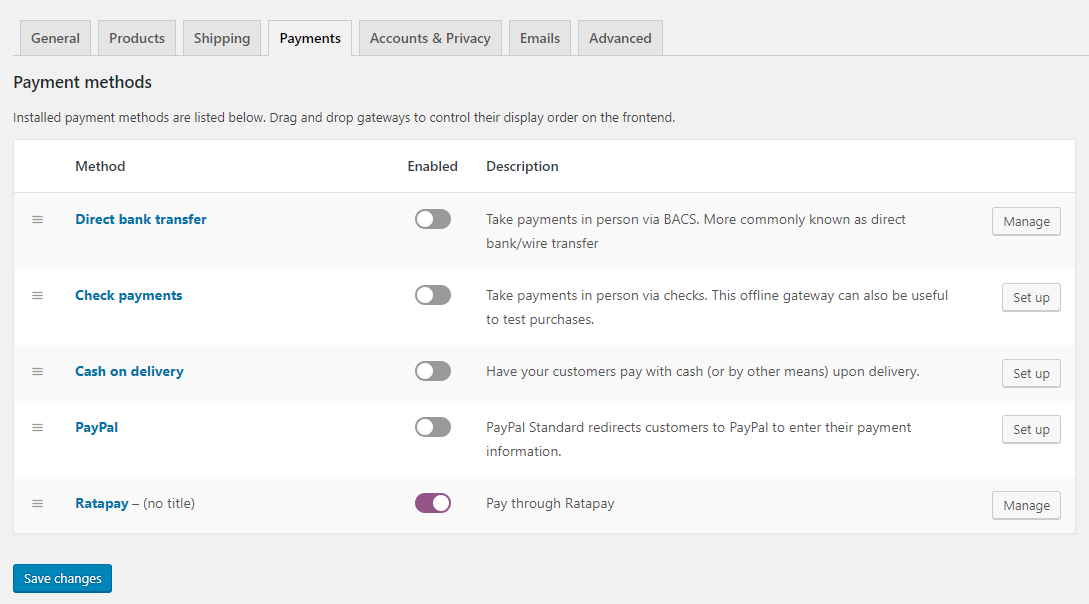 General Products Shipping Payments Accounts & Privacy Emails Advanced
Payment methods
Installed payment methods are listed below. Drag and drop gateways to control their display order on the frontend.
Method Enabled Description
Direct bank transfer Take payments in person via BACS. More commonly known as direct Manage
bank/wire transfer
Check payments Take payments in person via checks. This offline gateway can also be useful Set up
to test purchases.
Cash on delivery Have your customers pay with cash (or by other means) upon delivery. Set up
PayPal PayPal Standard redirects customers to PayPal to enter their payment Set up
information.
Ratapay – (no title) Pay through Ratapay Manage
Save changes